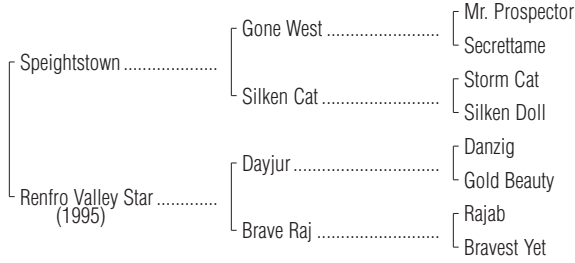 Mr. Prospector
Gone West ........................
Secrettame
Speightstown ....................
Storm Cat
Silken Cat .........................
Silken Doll
Danzig
Dayjur ...............................
Gold Beauty
Renfro Valley Star .............
(1995)
Rajab
Brave Raj ..........................
Bravest Yet